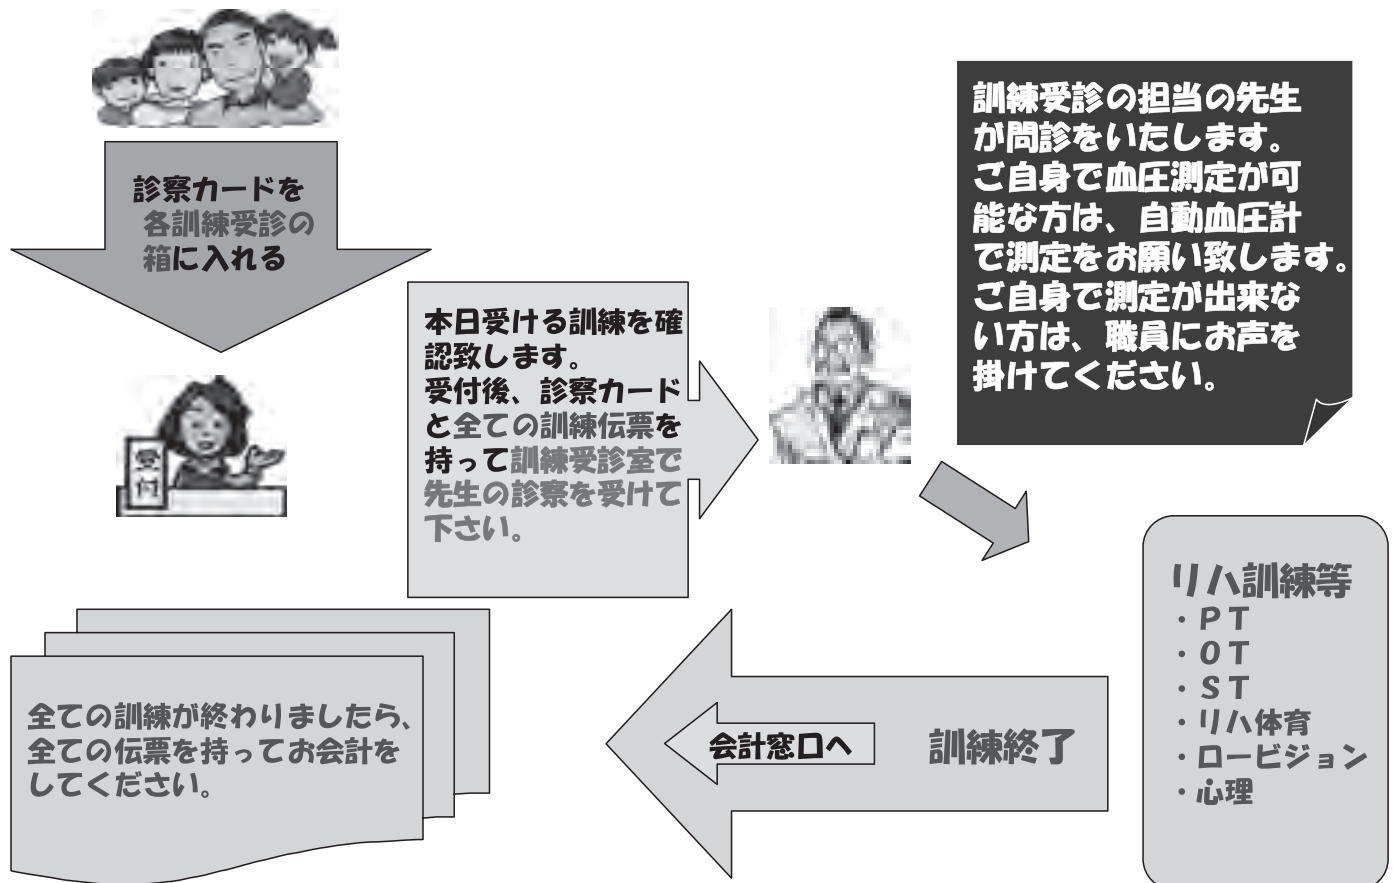 診察カードを
各訓練受診の
箱に入れる
受付
本日受ける訓練を確
認致します。
受付後、診察カード
と全ての訓練伝票を
持って訓練受診室で
先生の診察を受けて
下さい。
訓練受診の担当の先生
が問診をいたします。
ご自身で血圧測定が可
能な方は、自動血圧計
で測定をお願い致します。
ご自身で測定が出来な
い方は、職員にお声を
掛けてください。
リハ訓練等
・ＰＴ
・ＯＴ
・ＳＴ
・リハ体育
・ロービジョン
・心理
訓練終了
会計窓口へ
全ての訓練が終わりましたら、
全ての伝票を持ってお会計を
してください。